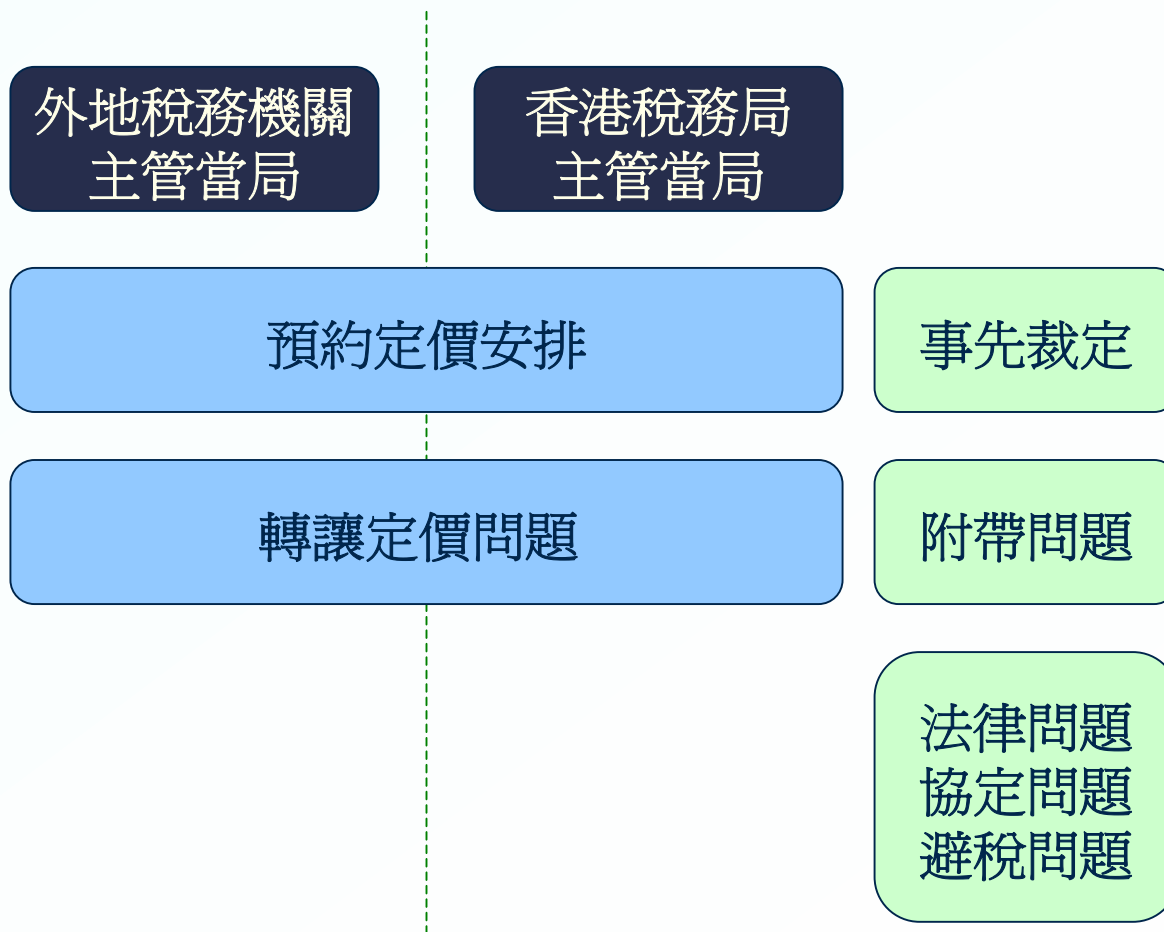 外地稅務機關
主管當局
香港稅務局
主管當局
預約定價安排
事先裁定
轉讓定價問題
附帶問題
法律問題
協定問題
避稅問題